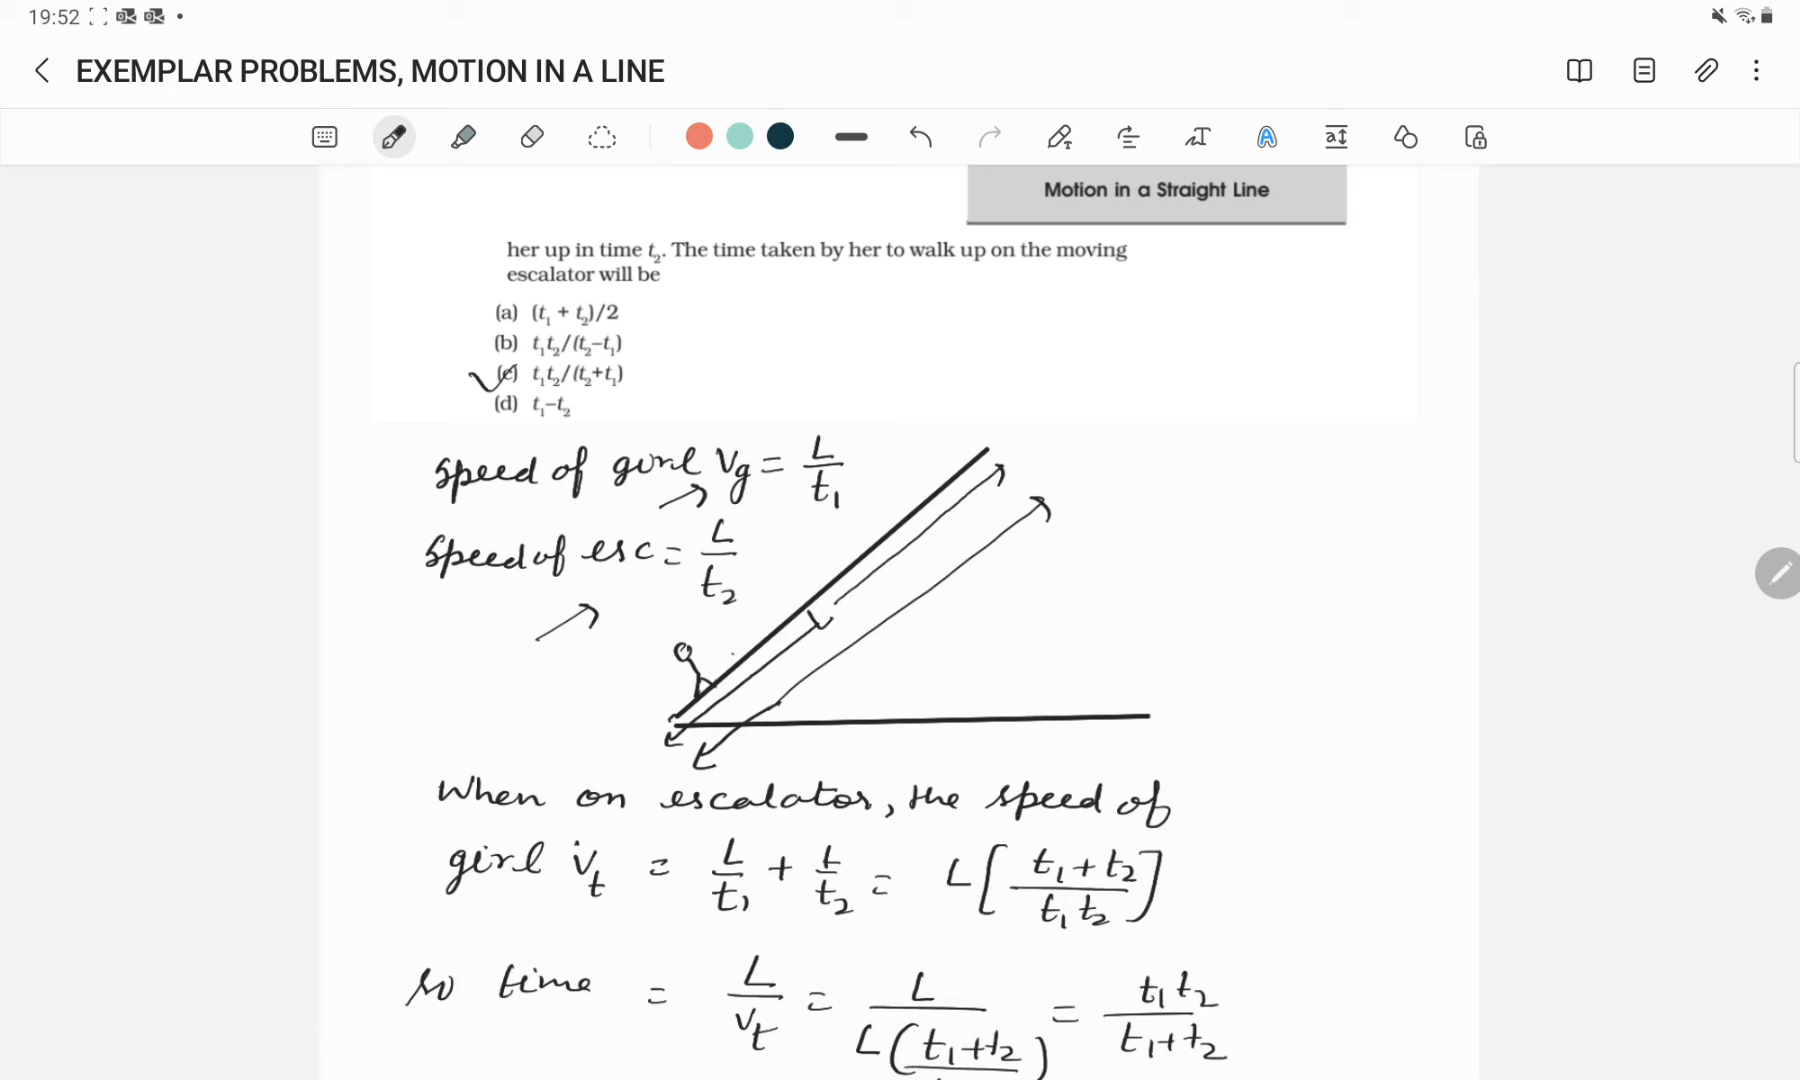 19:52
EXEMPLAR PROBLEMS, MOTION IN A LINE
Motion in a Straight Line
her up in time t₂. The time taken by her to walk up on the moving
escalator will be
(a) (t₁ + t₂)/2
(b) t₁t₂/(t₂–t₁)
(c) t₁t₂/(t₂+t₁)
(d) t₁–t₂
Speed of girl Vg = L/t₁
Speed of esc = L/t₂
L
When on escalator, the speed of
girl Vt = L/t₁ + L/t₂ = L[(t₁+t₂)/(t₁t₂)]
so time = L/Vt = L/L(t₁+t₂) = t₁t₂/(t₁+t₂)